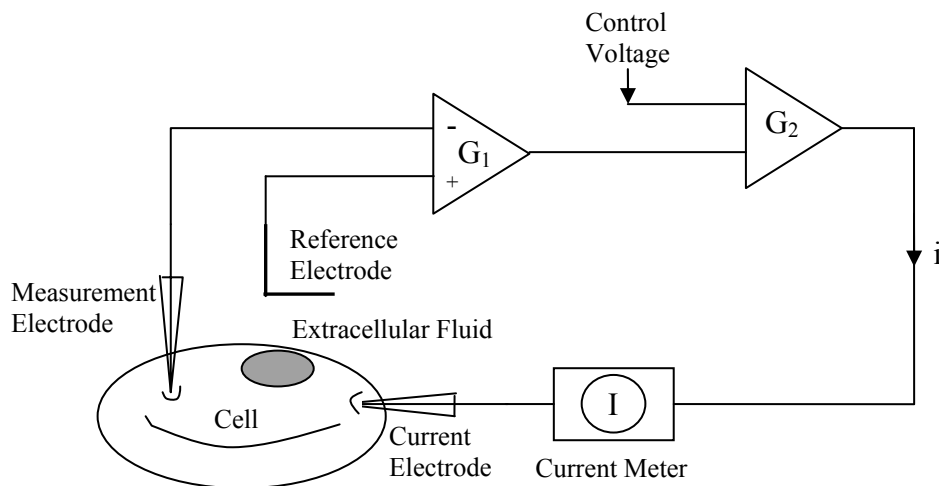 Control
Voltage
-
G₁
+
G₂
i
Reference
Electrode
Measurement
Electrode
Extracellular Fluid
Cell
I
Current
Electrode
Current Meter